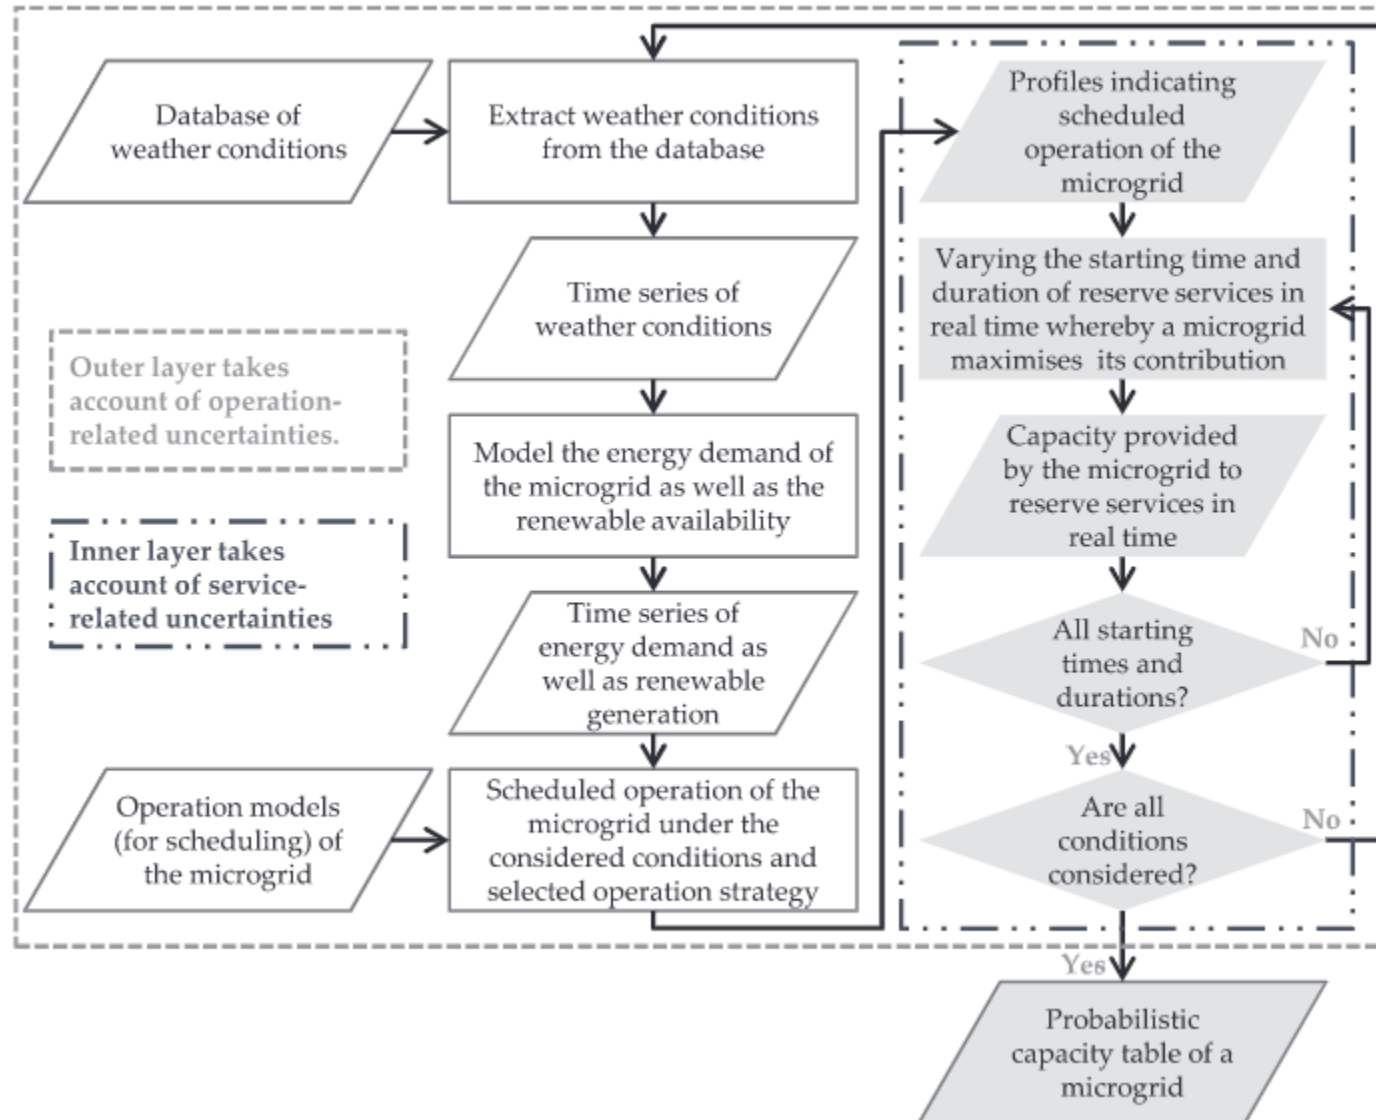 Database of
weather conditions
Extract weather conditions
from the database
Time series of
weather conditions
Outer layer takes
account of operation-
related uncertainties.
Model the energy demand of
the microgrid as well as the
renewable availability
Inner layer takes
account of service-
related uncertainties
Time series of
energy demand as
well as renewable
generation
Operation models
(for scheduling) of
the microgrid
Scheduled operation of the
microgrid under the
considered conditions and
selected operation strategy
Profiles indicating
scheduled
operation of the
microgrid
Varying the starting time and
duration of reserve services in
real time whereby a microgrid
maximises its contribution
Capacity provided
by the microgrid to
reserve services in
real time
All starting
times and
durations?
No
Yes
Are all
conditions
considered?
No
Yes
Probabilistic
capacity table of a
microgrid